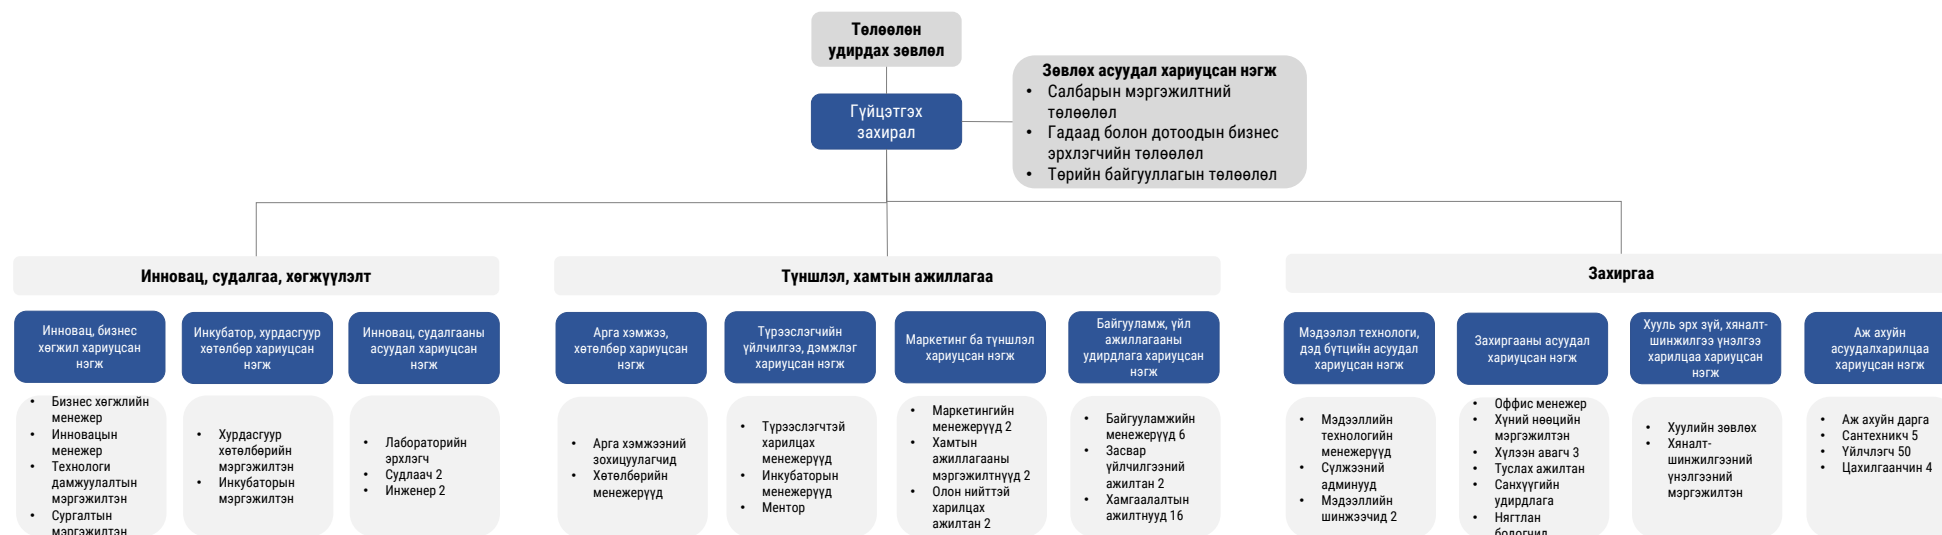 Төлөөлөн
удирдах зөвлөл
Гүйцэтгэх
захирал
Зөвлөх асуудал хариуцсан нэгж
• Салбарын мэргэжилтний
төлөөлөл
• Гадаад болон дотоодын бизнес
эрхлэгчийн төлөөлөл
• Төрийн байгууллагын төлөөлөл
Инновац, судалгаа, хөгжүүлэлт
Инновац, бизнес
хөгжил хариуцсан
нэгж
• Бизнес хөгжлийн
менежер
• Инновацын
менежер
• Технологи
дамжуулалтын
мэргэжилтэн
• Сургалтын
мэргэжилтэн
Инкубатор, хурдасгуур
хөтөлбөр хариуцсан
нэгж
• Хурдасгуур
хөтөлбөрийн
мэргэжилтэн
• Инкубаторын
мэргэжилтэн
Инновац, судалгааны
асуудал хариуцсан
нэгж
• Лабораторийн
эрхлэгч
• Судлаач 2
• Инженер 2
Түншлэл, хамтын ажиллагаа
Арга хэмжээ,
хөтөлбөр хариуцсан
нэгж
• Арга хэмжээний
зохицуулагчид
• Хөтөлбөрийн
менежерүүд
Түрээслэгчийн
үйлчилгээ, дэмжлэг
хариуцсан нэгж
• Түрээслэгчтэй
харилцах
менежерүүд
• Инкубаторын
менежерүүд
• Ментор
Маркетинг ба түншлэл
хариуцсан нэгж
• Маркетингийн
менежерүүд 2
• Хамтын
ажиллагааны
мэргэжилтнүүд 2
• Олон нийттэй
харилцах
ажилтан 2
Байгууламж, үйл
ажиллагааны
удирдлага хариуцсан
нэгж
• Байгууламжийн
менежерүүд 6
• Засвар
үйлчилгээний
ажилтан 2
• Хамгаалалтын
ажилтнууд 16
Захиргаа
Мэдээлэл технологи,
дэд бүтцийн асуудал
хариуцсан нэгж
• Мэдээллийн
технологийн
менежерүүд
• Сүлжээний
админууд
• Мэдээллийн
шинжээчид 2
Захиргааны асуудал
хариуцсан нэгж
• Оффис менежер
• Хүний нөөцийн
мэргэжилтэн
• Хүлээн авагч 3
• Туслах ажилтан
• Санхүүгийн
удирдлага
• Нягтлан
бодогчид
Хууль эрх зүй, хяналт-
шинжилгээ үнэлгээ
харилцаа хариуцсан
нэгж
• Хуулийн зөвлөх
• Хяналт-
шинжилгээний
үнэлгээний
мэргэжилтэн
Аж ахуйн
асуудалхарилцаа
хариуцсан нэгж
• Аж ахуйн дарга
• Сантехникч 5
• Үйлчлэгч 50
• Цахилгаанчин 4